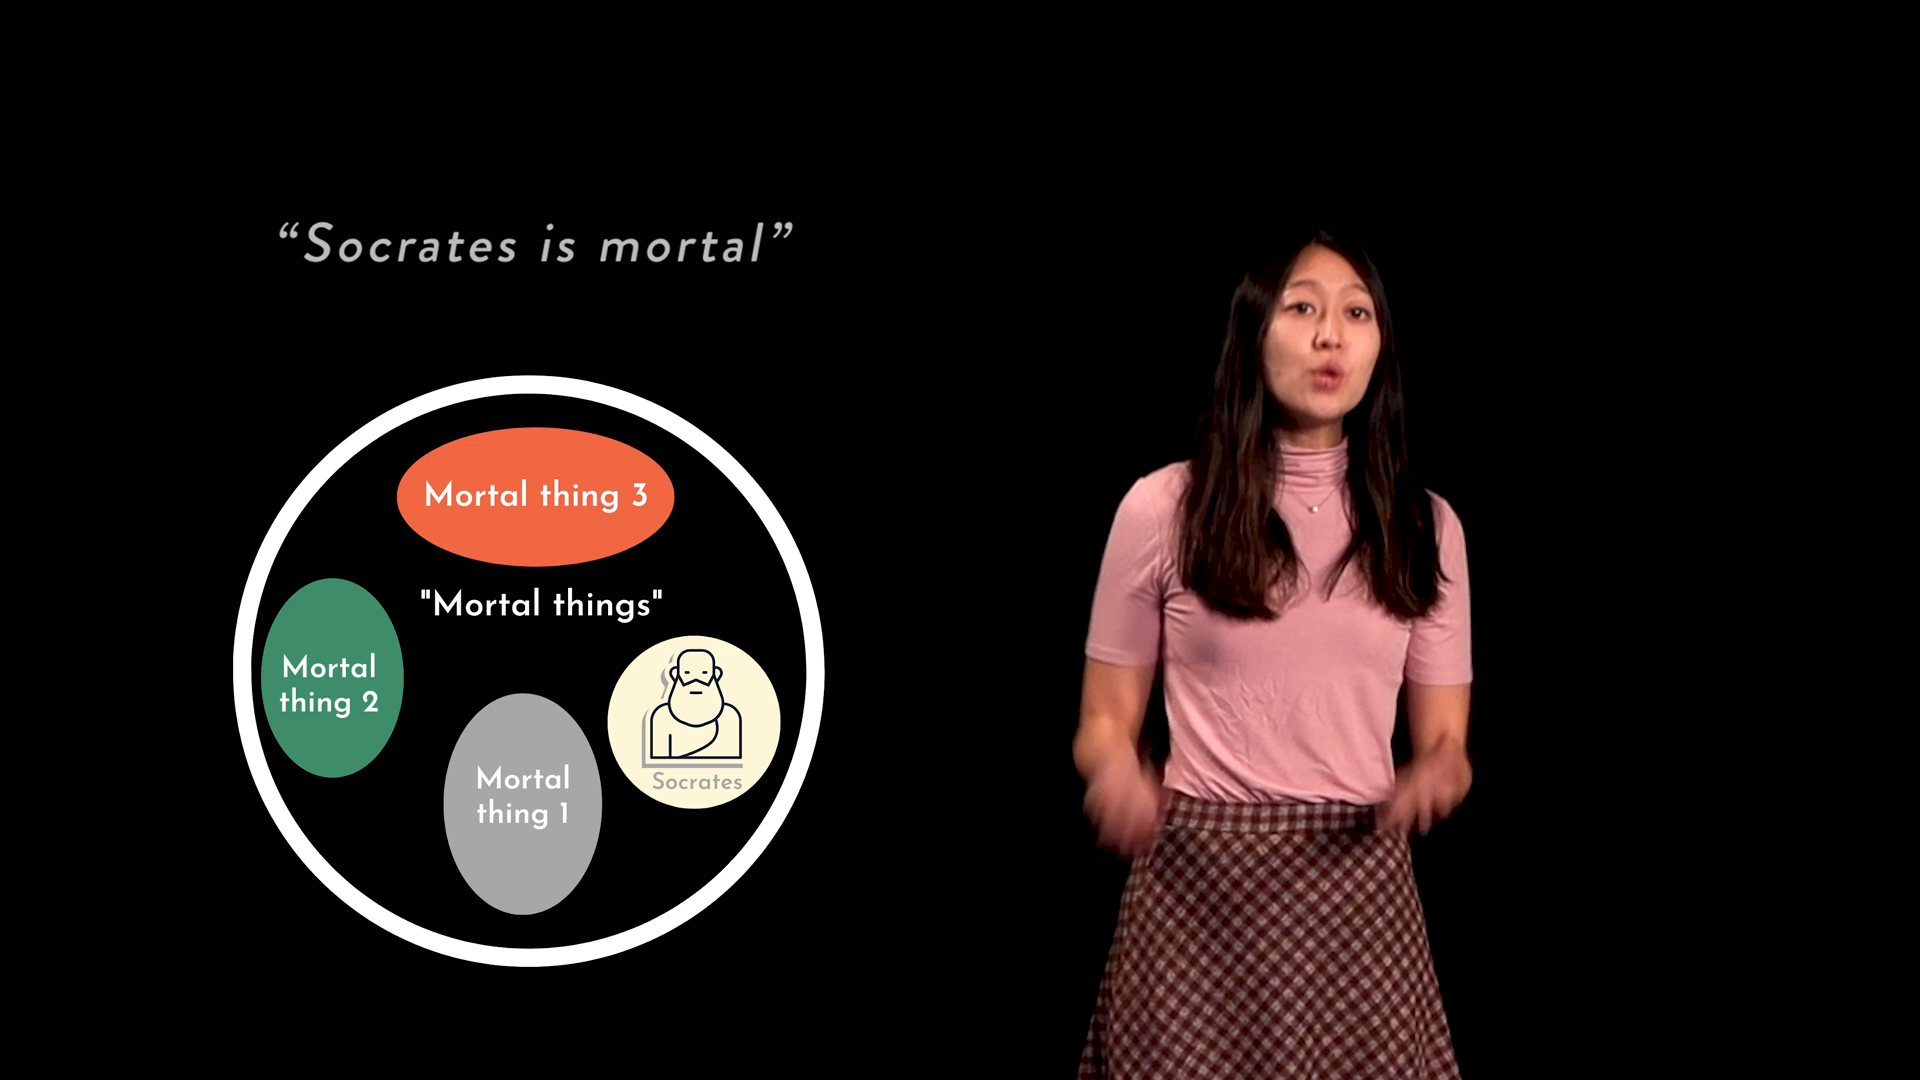 “Socrates is mortal”
Mortal thing 3
"Mortal things"
Mortal
thing 2
Mortal
thing 1
Socrates